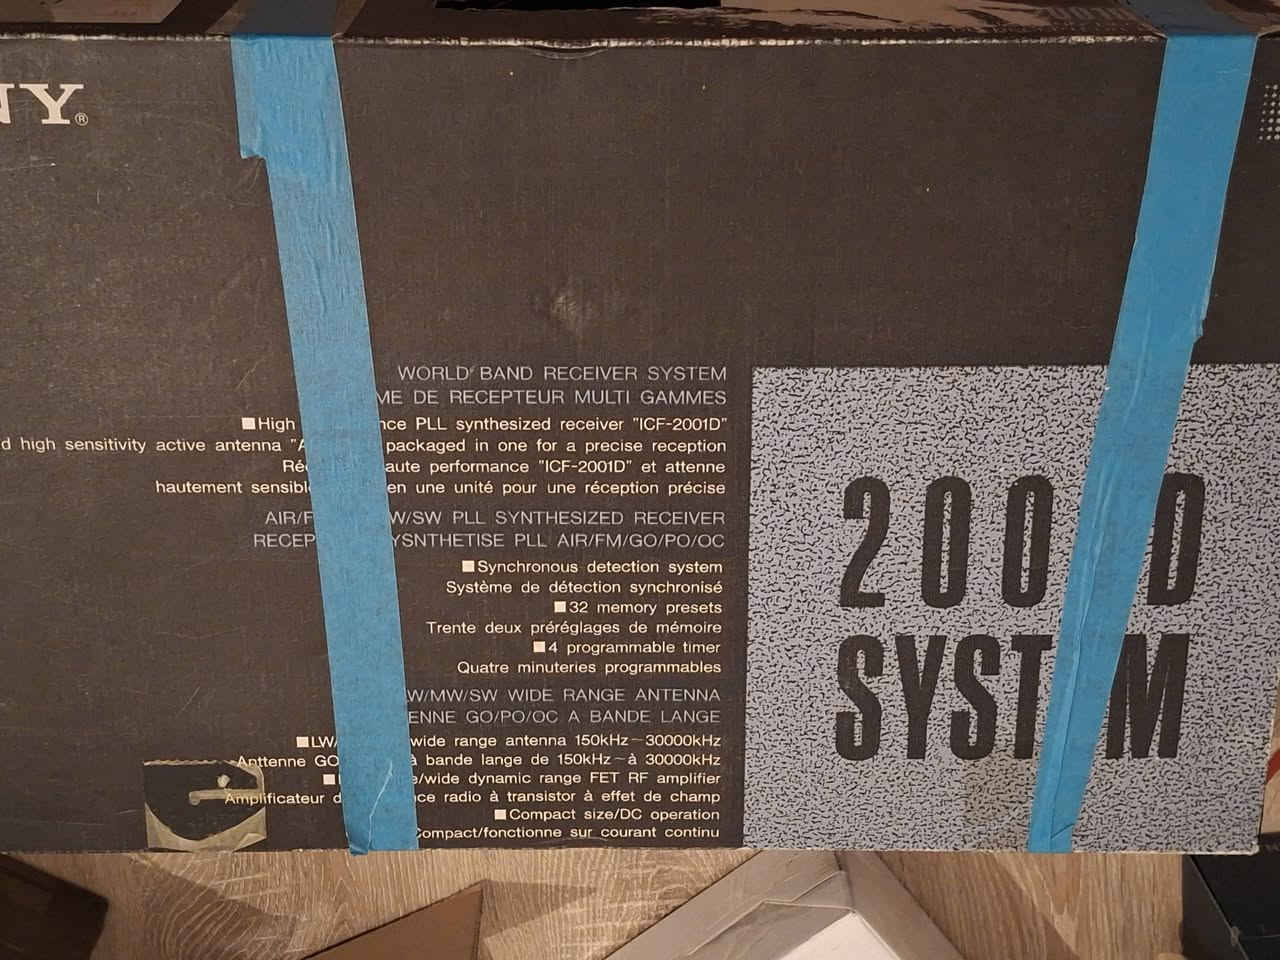 NY®
WORLD BAND RECEIVER SYSTEM
ME DE RECEPTEUR MULTI GAMMES
■High nce PLL synthesized receiver "ICF-2001D"
d high sensitivity active antenna "A packaged in one for a precise reception
Ré aute performance "ICF-2001D" et attenne
hautement sensibl en une unité pour une réception précise
AIR/F W/SW PLL SYNTHESIZED RECEIVER
RECEP YSNTHETISE PLL AIR/FM/GO/PO/OC
■Synchronous detection system
Système de détection synchronisé
■32 memory presets
Trente deux préréglages de mémoire
■4 programmable timer
Quatre minuteries programmables
W/MW/SW WIDE RANGE ANTENNA
ENNE GO/PO/OC A BANDE LANGE
■LW/ wide range antenna 150kHz~30000kHz
Anttenne GO à bande lange de 150kHz~à 30000kHz
■ e/wide dynamic range FET RF amplifier
Amplificateur d nce radio à transistor à effet de champ
■Compact size/DC operation
Compact/fonctionne sur courant continu
200 D
SYST M